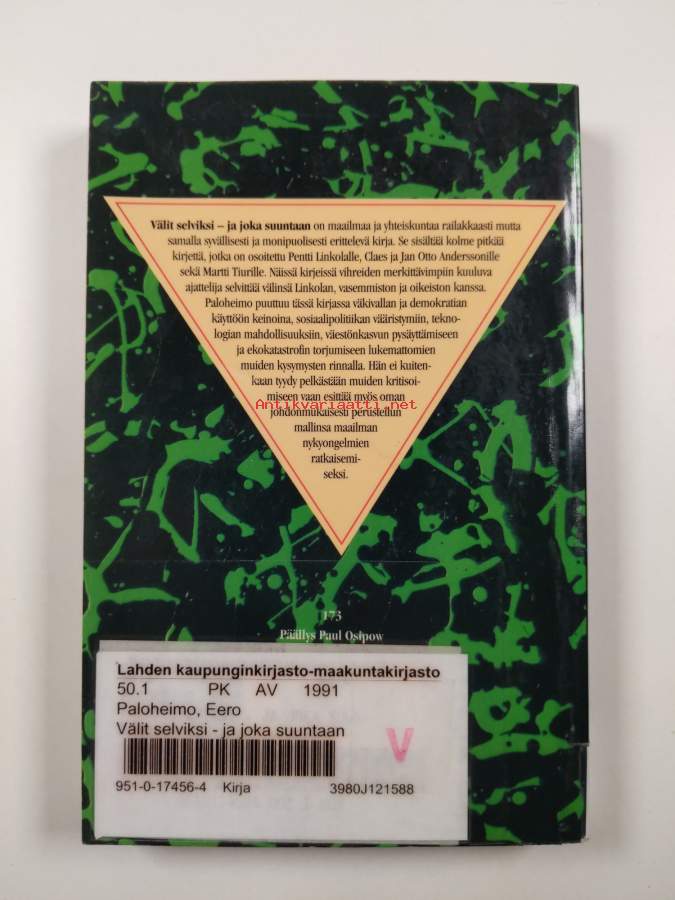 Välit selviksi – ja joka suuntaan on maailmaa ja yhteiskuntaa railakkaasti mutta
samalla syvällisesti ja monipuolisesti erittelevä kirja. Se sisältää kolme pitkää
kirjettä, jotka on osoitettu Pentti Linkolalle, Claes ja Jan Otto Anderssonille
sekä Martti Tiurille. Näissä kirjeissä vihreiden merkittävimpiin kuuluva
ajattelija selvittää välinsä Linkolan, vasemmiston ja oikeiston kanssa.
Paloheimo puuttuu tässä kirjassa väkivallan ja demokratian
käyttöön keinoina, sosiaalipolitiikan vääristymiin, tekno-
logian mahdollisuuksiin, väestönkasvun pysäyttämiseen
ja ekokatastrofin torjumiseen lukemattomien
muiden kysymysten rinnalla. Hän ei kuiten-
kaan tyydy pelkästään muiden kritisoi-
miseen vaan esittää myös oman
Antikvariaatti.net
johdonmukaisesti perustellun
mallinsa maailman
nykyongelmien
ratkaisemi-
seksi.
173
Päällys Paul Osipow
Lahden kaupunginkirjasto-maakuntakirjasto
50.1 PK AV 1991
Paloheimo, Eero
Välit selviksi - ja joka suuntaan
V
951-0-17456-4 Kirja 3980J121588